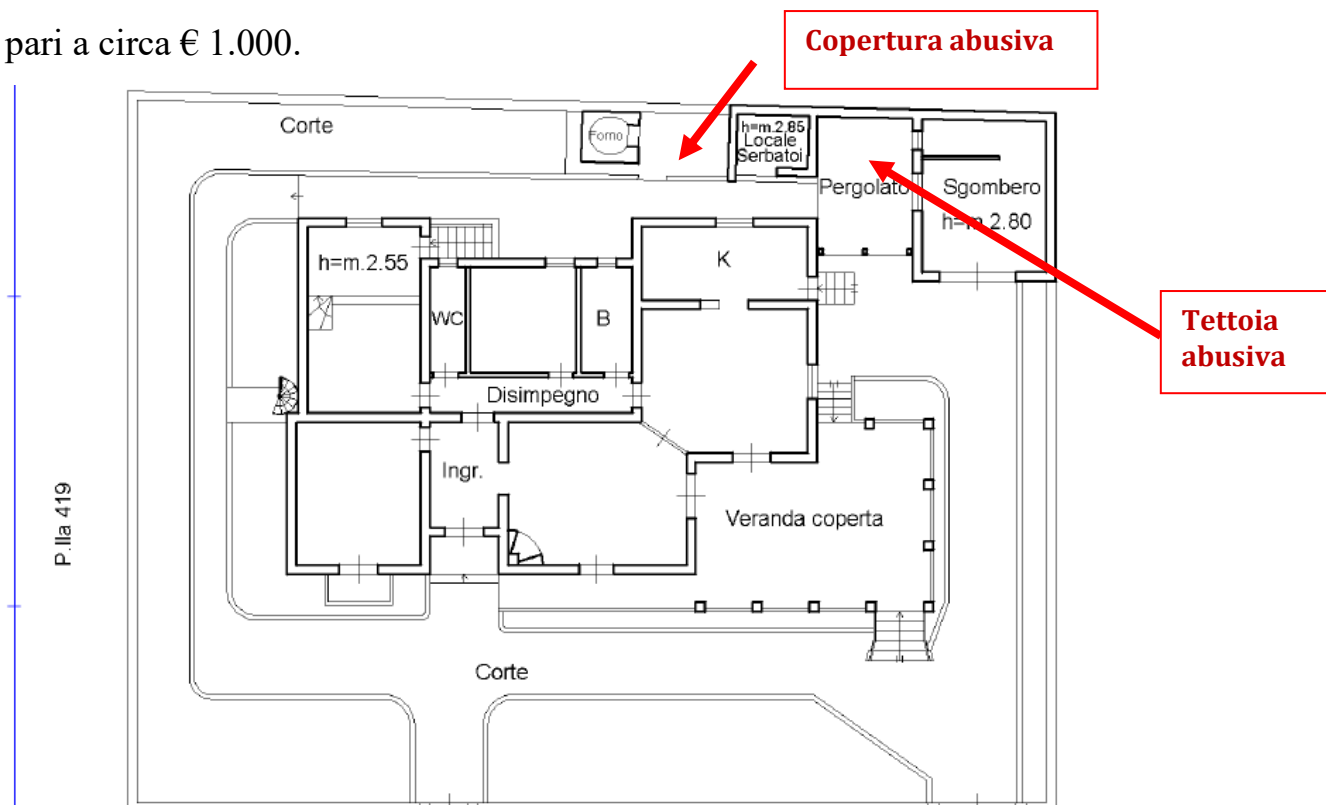 pari a circa € 1.000.
Copertura abusiva
Corte
Forno
h=m.2.85
Locale
Serbatoi
Pergolato
Sgombero
h=m.2.80
h=m.2.55
K
WC
B
Tettoia
abusiva
Disimpegno
Ingr.
Veranda coperta
P.lla 419
Corte